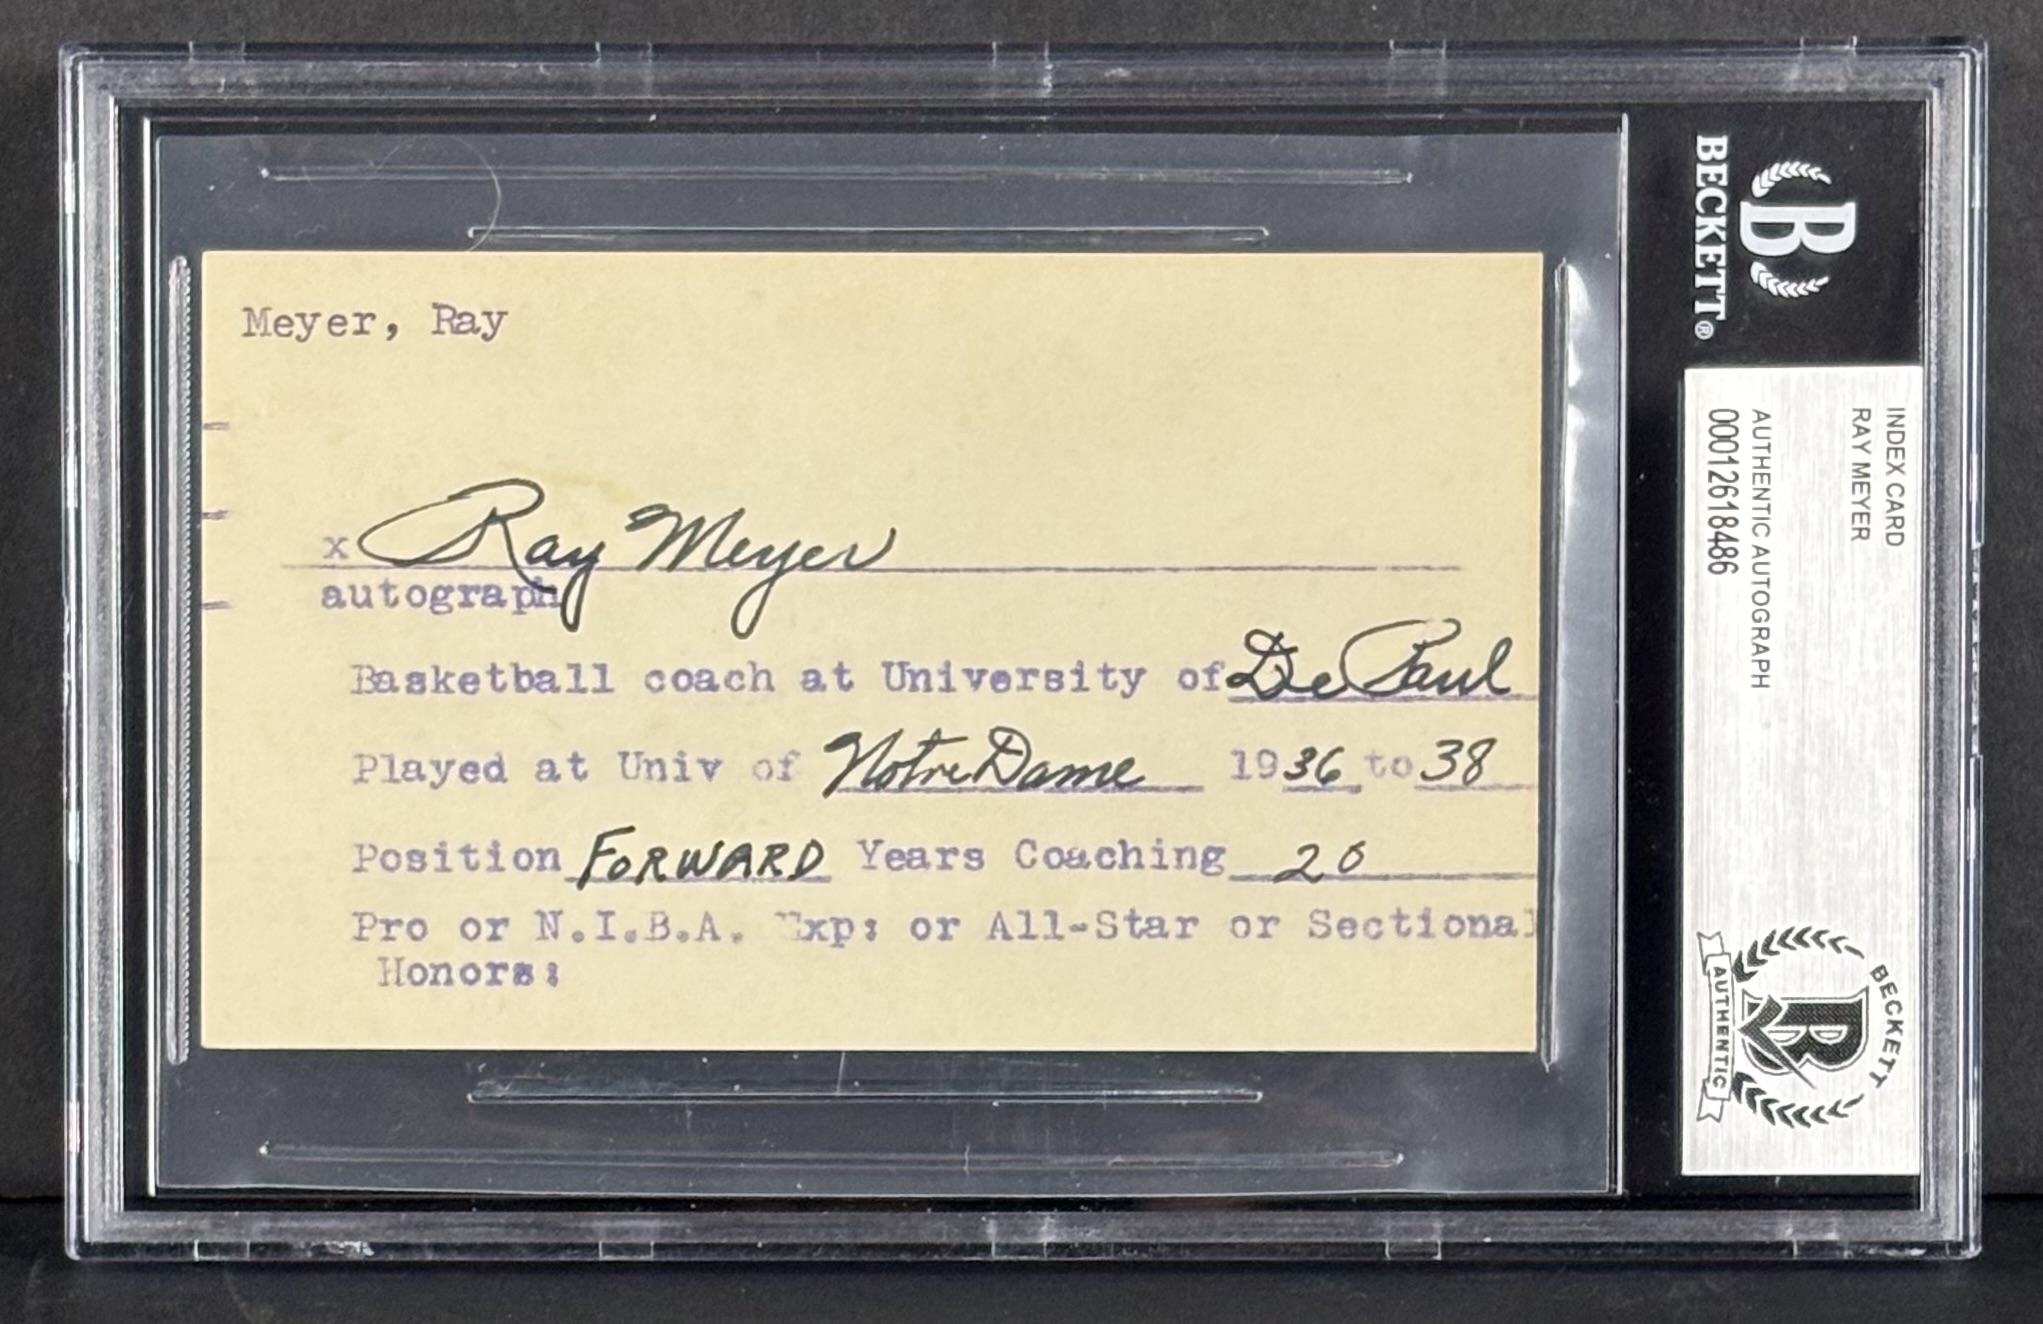 Meyer, Ray
x Ray Meyer
autograph
Basketball coach at University of De Paul
Played at Univ of Notre Dame 1936 to 38
Position FORWARD Years Coaching 20
Pro or N.I.B.A. Exp: or All-Star or Sectional
Honors:
BECKETT®
B
INDEX CARD
RAY MEYER
AUTHENTIC AUTOGRAPH
00012618486
BECKETT
B
AUTHENTIC